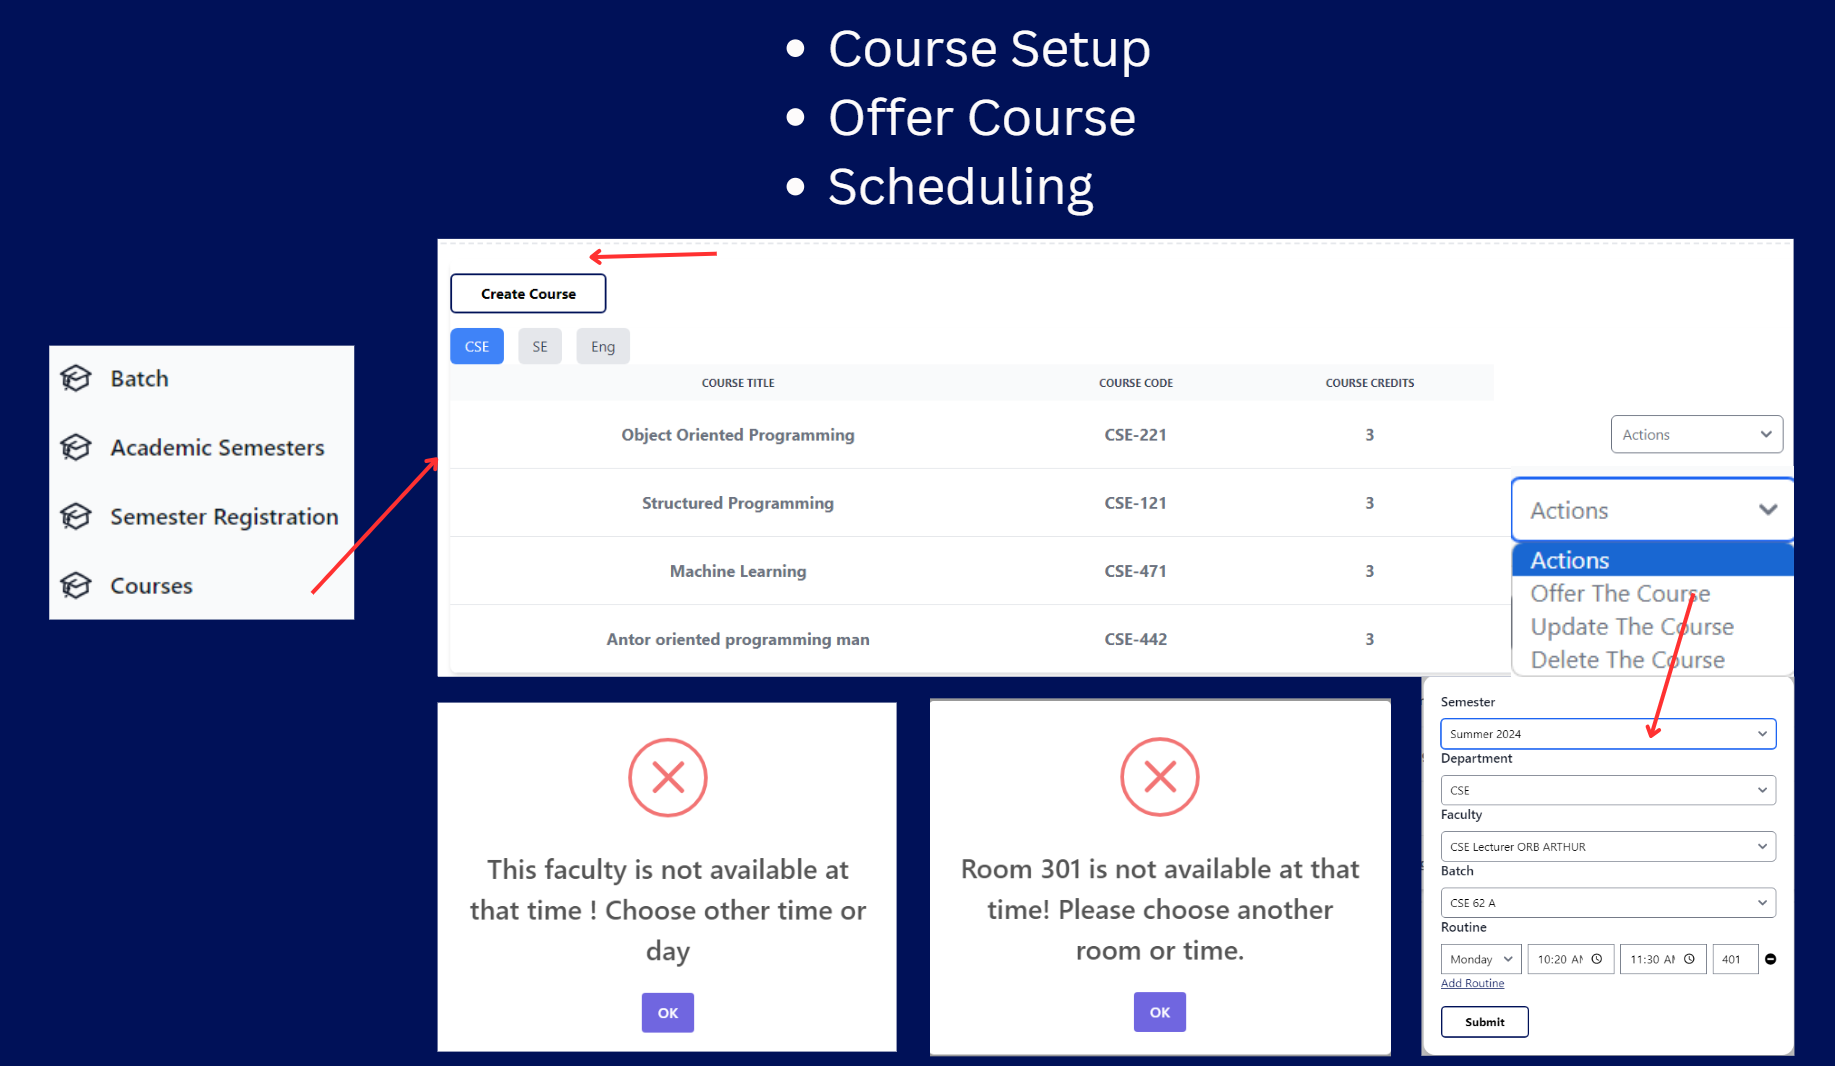 • Course Setup
• Offer Course
• Scheduling
Batch
Academic Semesters
Semester Registration
Courses
Create Course
CSE SE Eng
COURSE TITLE COURSE CODE COURSE CREDITS
Object Oriented Programming CSE-221 3 Actions
Structured Programming CSE-121 3
Machine Learning CSE-471 3
Antor oriented programming man CSE-442 3
Actions
Actions
Offer The Course
Update The Course
Delete The Course
This faculty is not available at
that time ! Choose other time or
day
OK
Room 301 is not available at that
time! Please choose another
room or time.
OK
Semester
Summer 2024
Department
CSE
Faculty
CSE Lecturer ORB ARTHUR
Batch
CSE 62 A
Routine
Monday 10:20 AM 11:30 AM 401
Add Routine
Submit